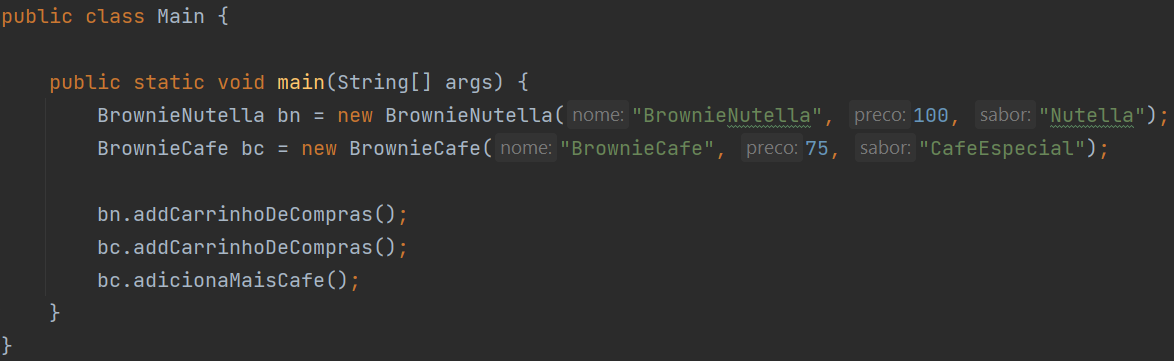 public class Main {
public static void main(String[] args) {
BrownieNutella bn = new BrownieNutella( nome: "BrownieNutella", preco: 100, sabor: "Nutella");
BrownieCafe bc = new BrownieCafe( nome: "BrownieCafe", preco: 75, sabor: "CafeEspecial");
bn.addCarrinhoDeCompras();
bc.addCarrinhoDeCompras();
bc.adicionaMaisCafe();
}
}